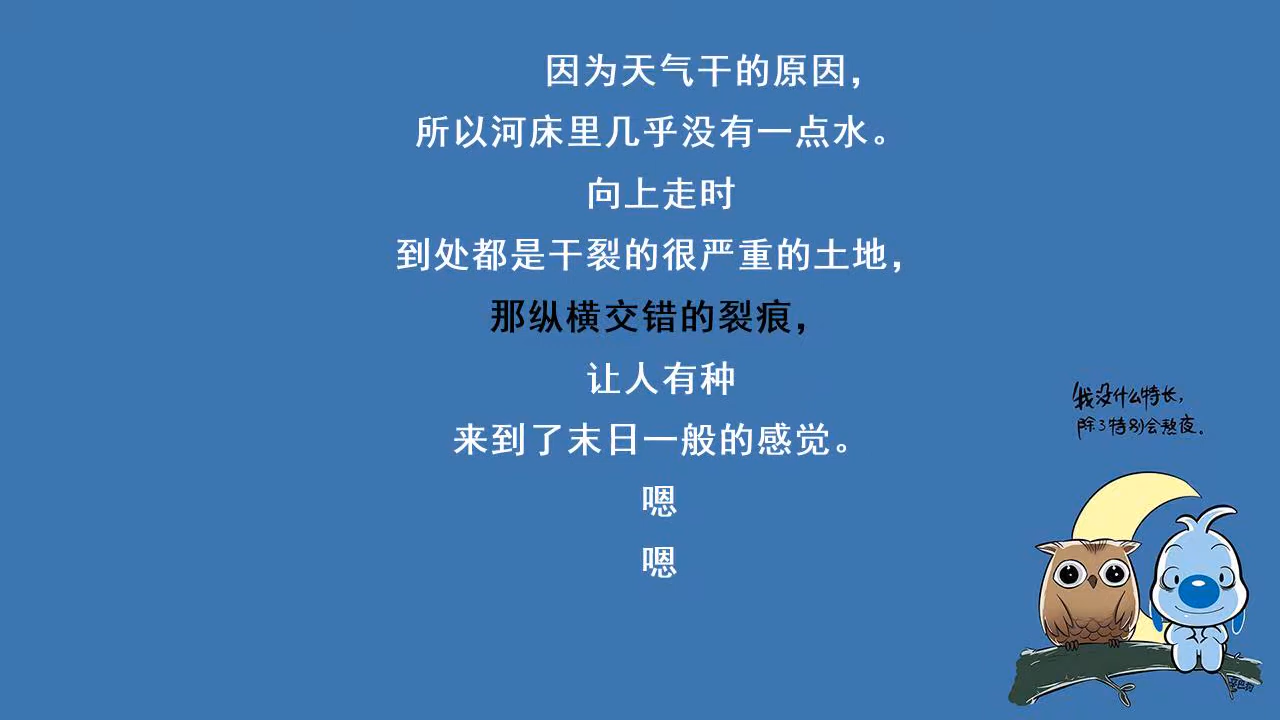 因为天气干的原因，
所以河床里几乎没有一点水。
向上走时
到处都是干裂的很严重的土地，
那纵横交错的裂痕，
让人有种
来到了末日一般的感觉。
嗯
嗯
我没什么特长，
除了特别会熬夜。